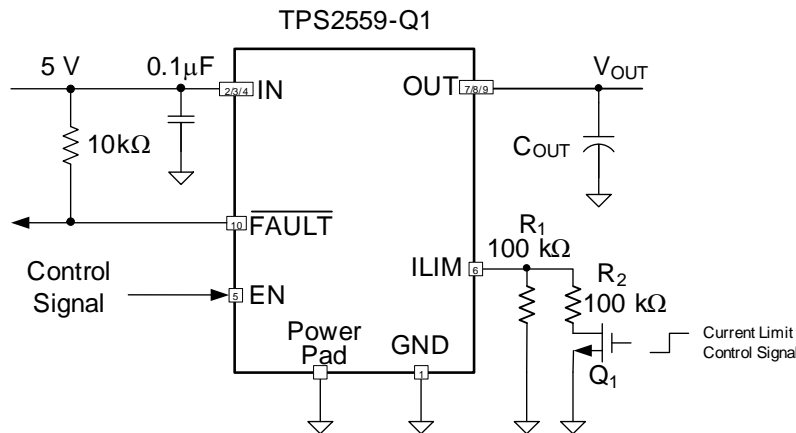 TPS2559-Q1
5 V
0.1µF
2/3/4
IN
OUT
7/8/9
VOUT
10kΩ
COUT
10
FAULT
R1
100 kΩ
Control
Signal
ILIM
6
R2
100 kΩ
5
EN
Power
Pad
GND
1
Q1
Current Limit
Control Signal